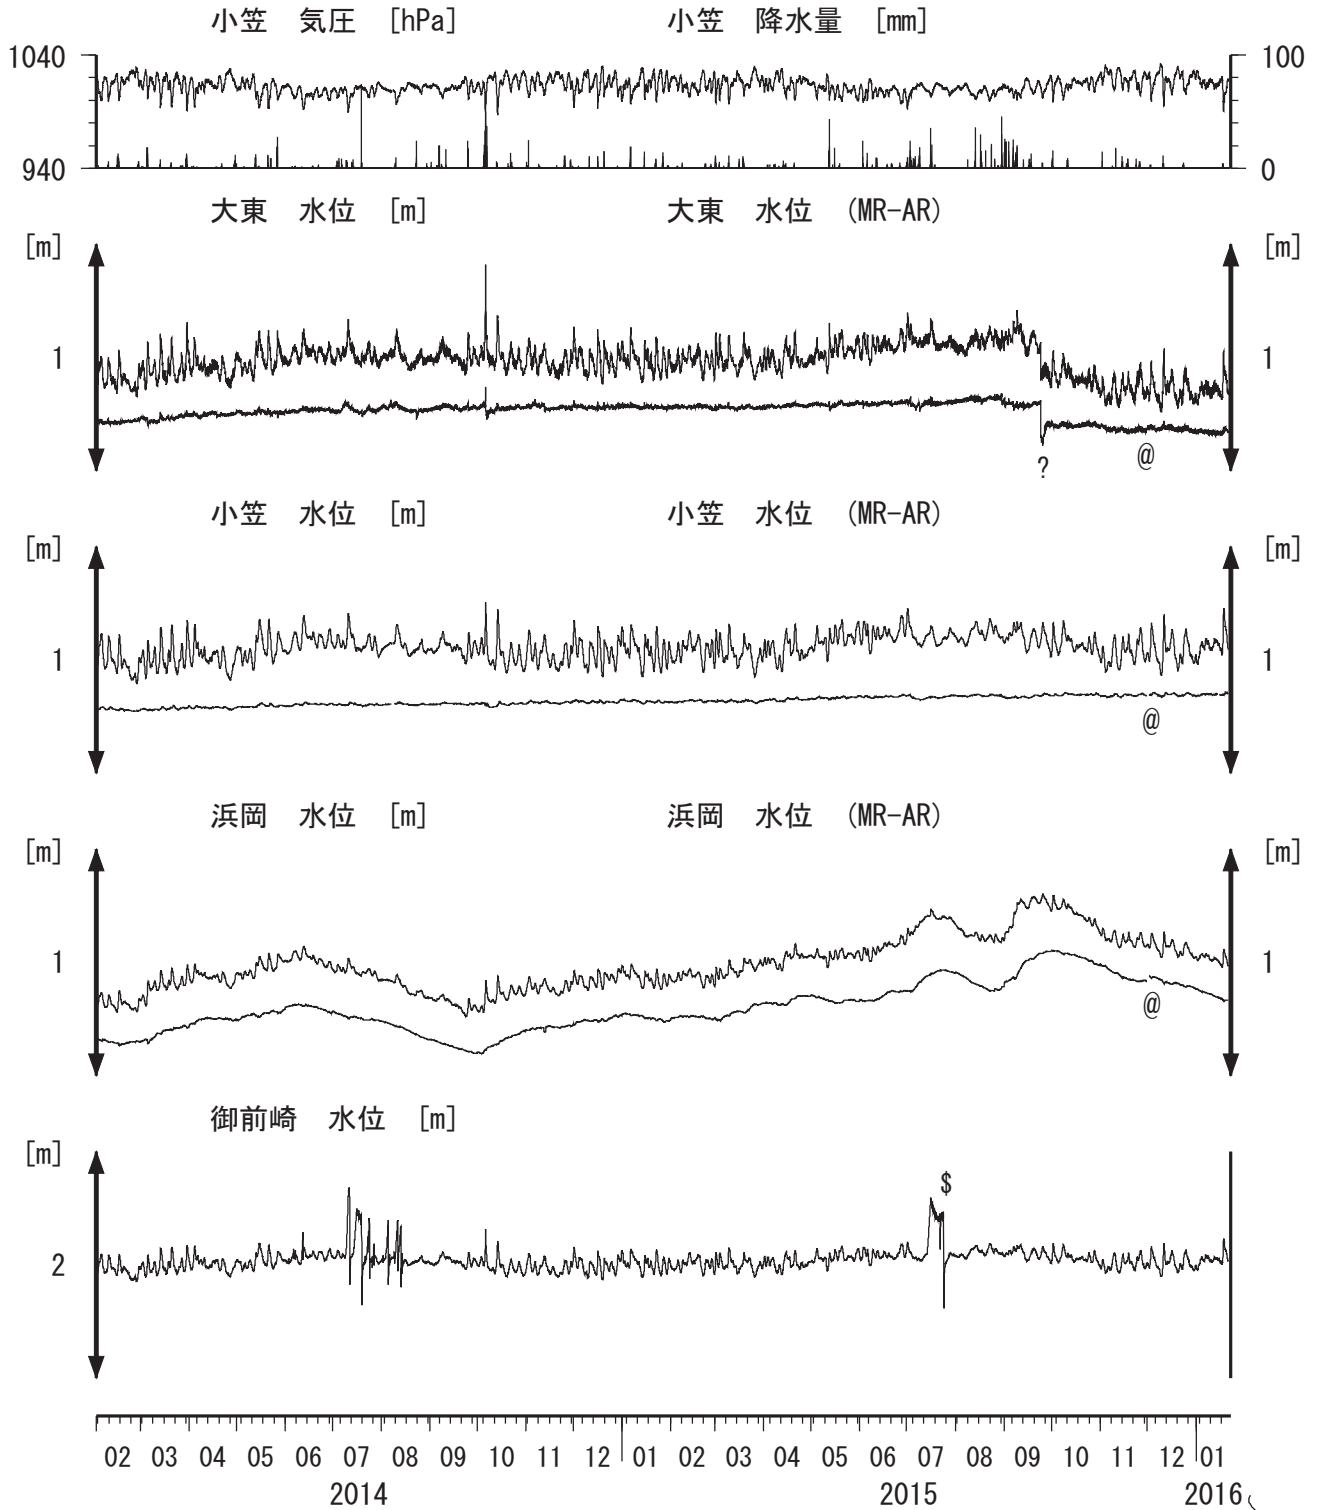 小笠 気圧 [hPa] 小笠 降水量 [mm]
1040 100
940 0
大東 水位 [m] 大東 水位 (MR-AR)
[m] [m]
1 1
? @
小笠 水位 [m] 小笠 水位 (MR-AR)
[m] [m]
1 1
@
浜岡 水位 [m] 浜岡 水位 (MR-AR)
[m] [m]
1 1
@
御前崎 水位 [m]
[m]
$
2
02 03 04 05 06 07 08 09 10 11 12 01 02 03 04 05 06 07 08 09 10 11 12 01
2014 2015 2016